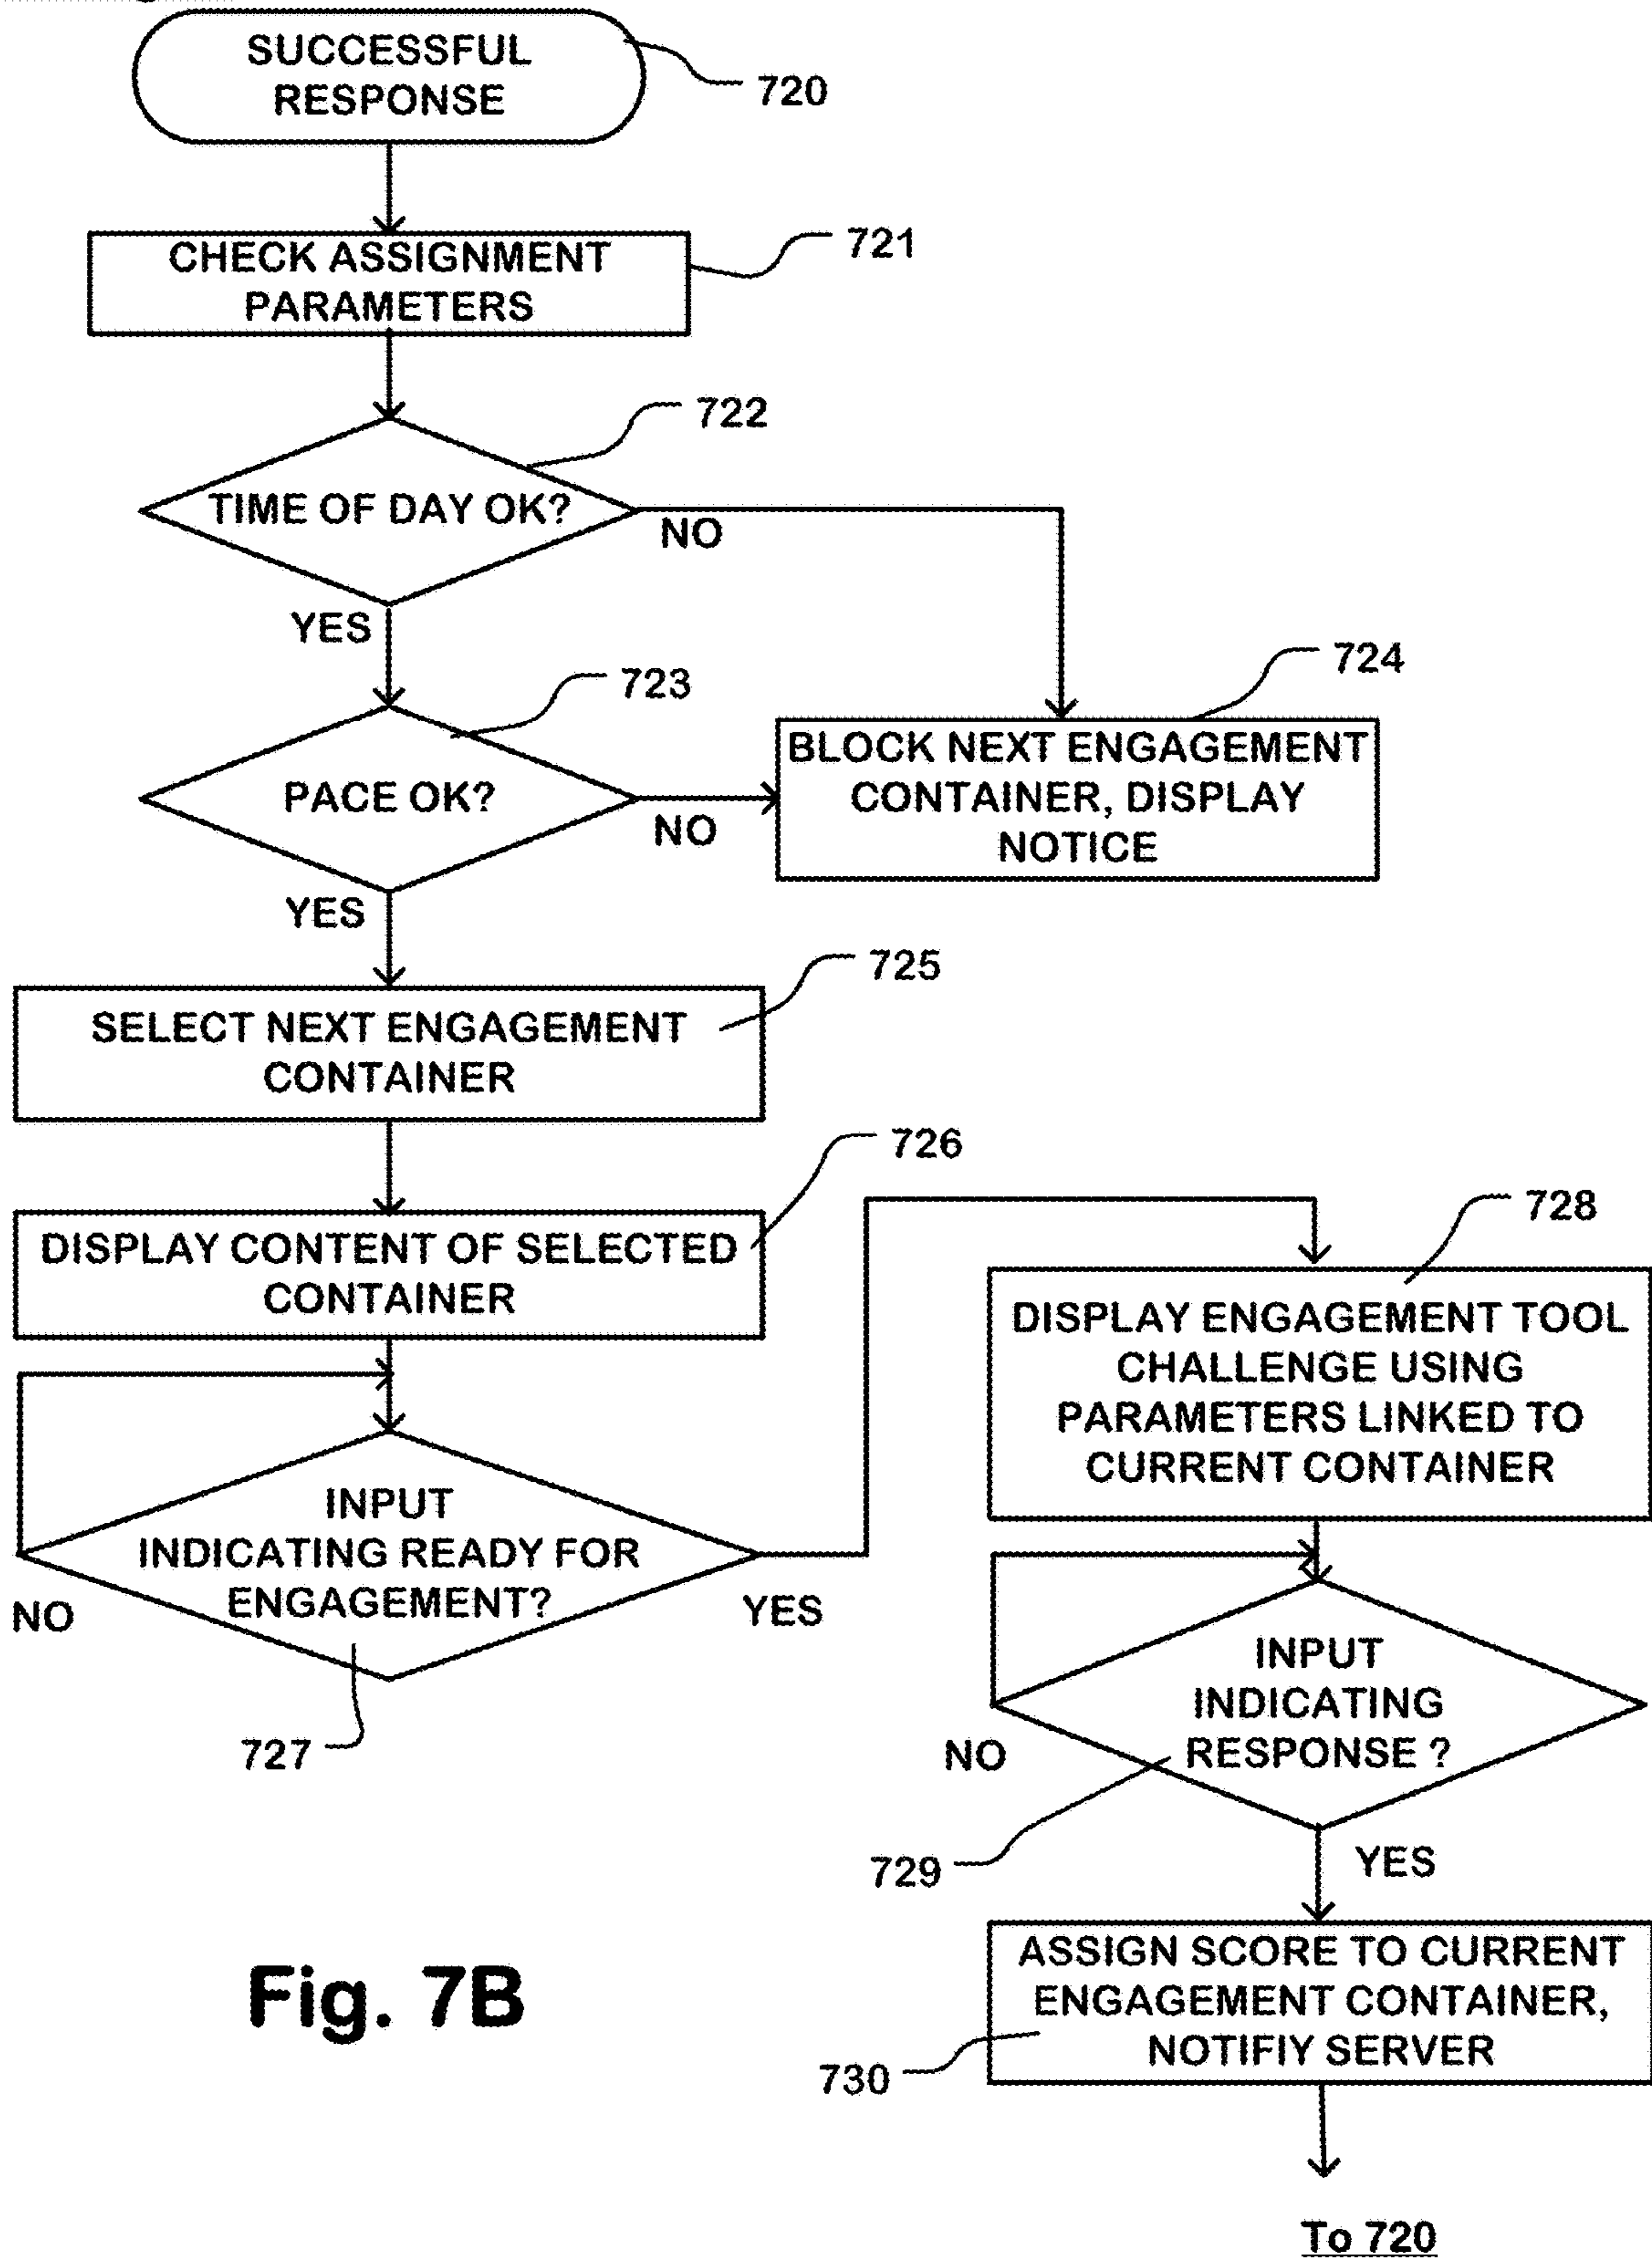 SUCCESSFUL
RESPONSE
720
CHECK ASSIGNMENT
PARAMETERS
721
722
TIME OF DAY OK?
NO
YES
723
724
PACE OK?
NO
BLOCK NEXT ENGAGEMENT
CONTAINER, DISPLAY
NOTICE
YES
725
SELECT NEXT ENGAGEMENT
CONTAINER
726
DISPLAY CONTENT OF SELECTED
CONTAINER
INPUT
INDICATING READY FOR
ENGAGEMENT?
NO
YES
727
728
DISPLAY ENGAGEMENT TOOL
CHALLENGE USING
PARAMETERS LINKED TO
CURRENT CONTAINER
INPUT
INDICATING
RESPONSE ?
NO
729
YES
ASSIGN SCORE TO CURRENT
ENGAGEMENT CONTAINER,
NOTIFIY SERVER
730
To 720
Fig. 7B